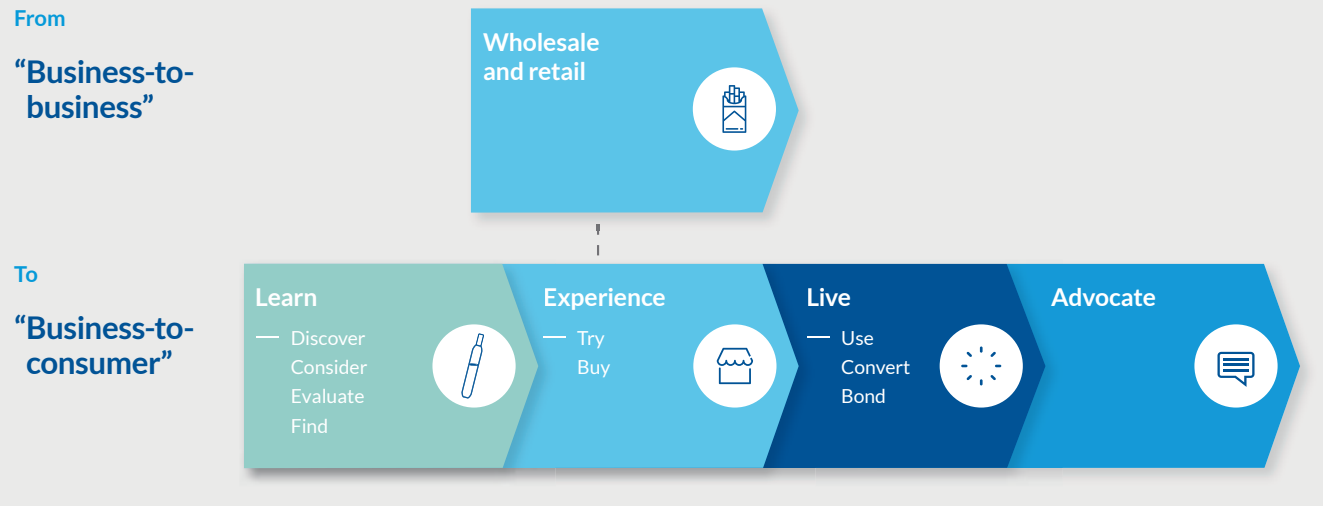 From
“Business-to-
business”
Wholesale
and retail
To
“Business-to-
consumer”
Learn
— Discover
Consider
Evaluate
Find
Experience
— Try
Buy
Live
— Use
Convert
Bond
Advocate